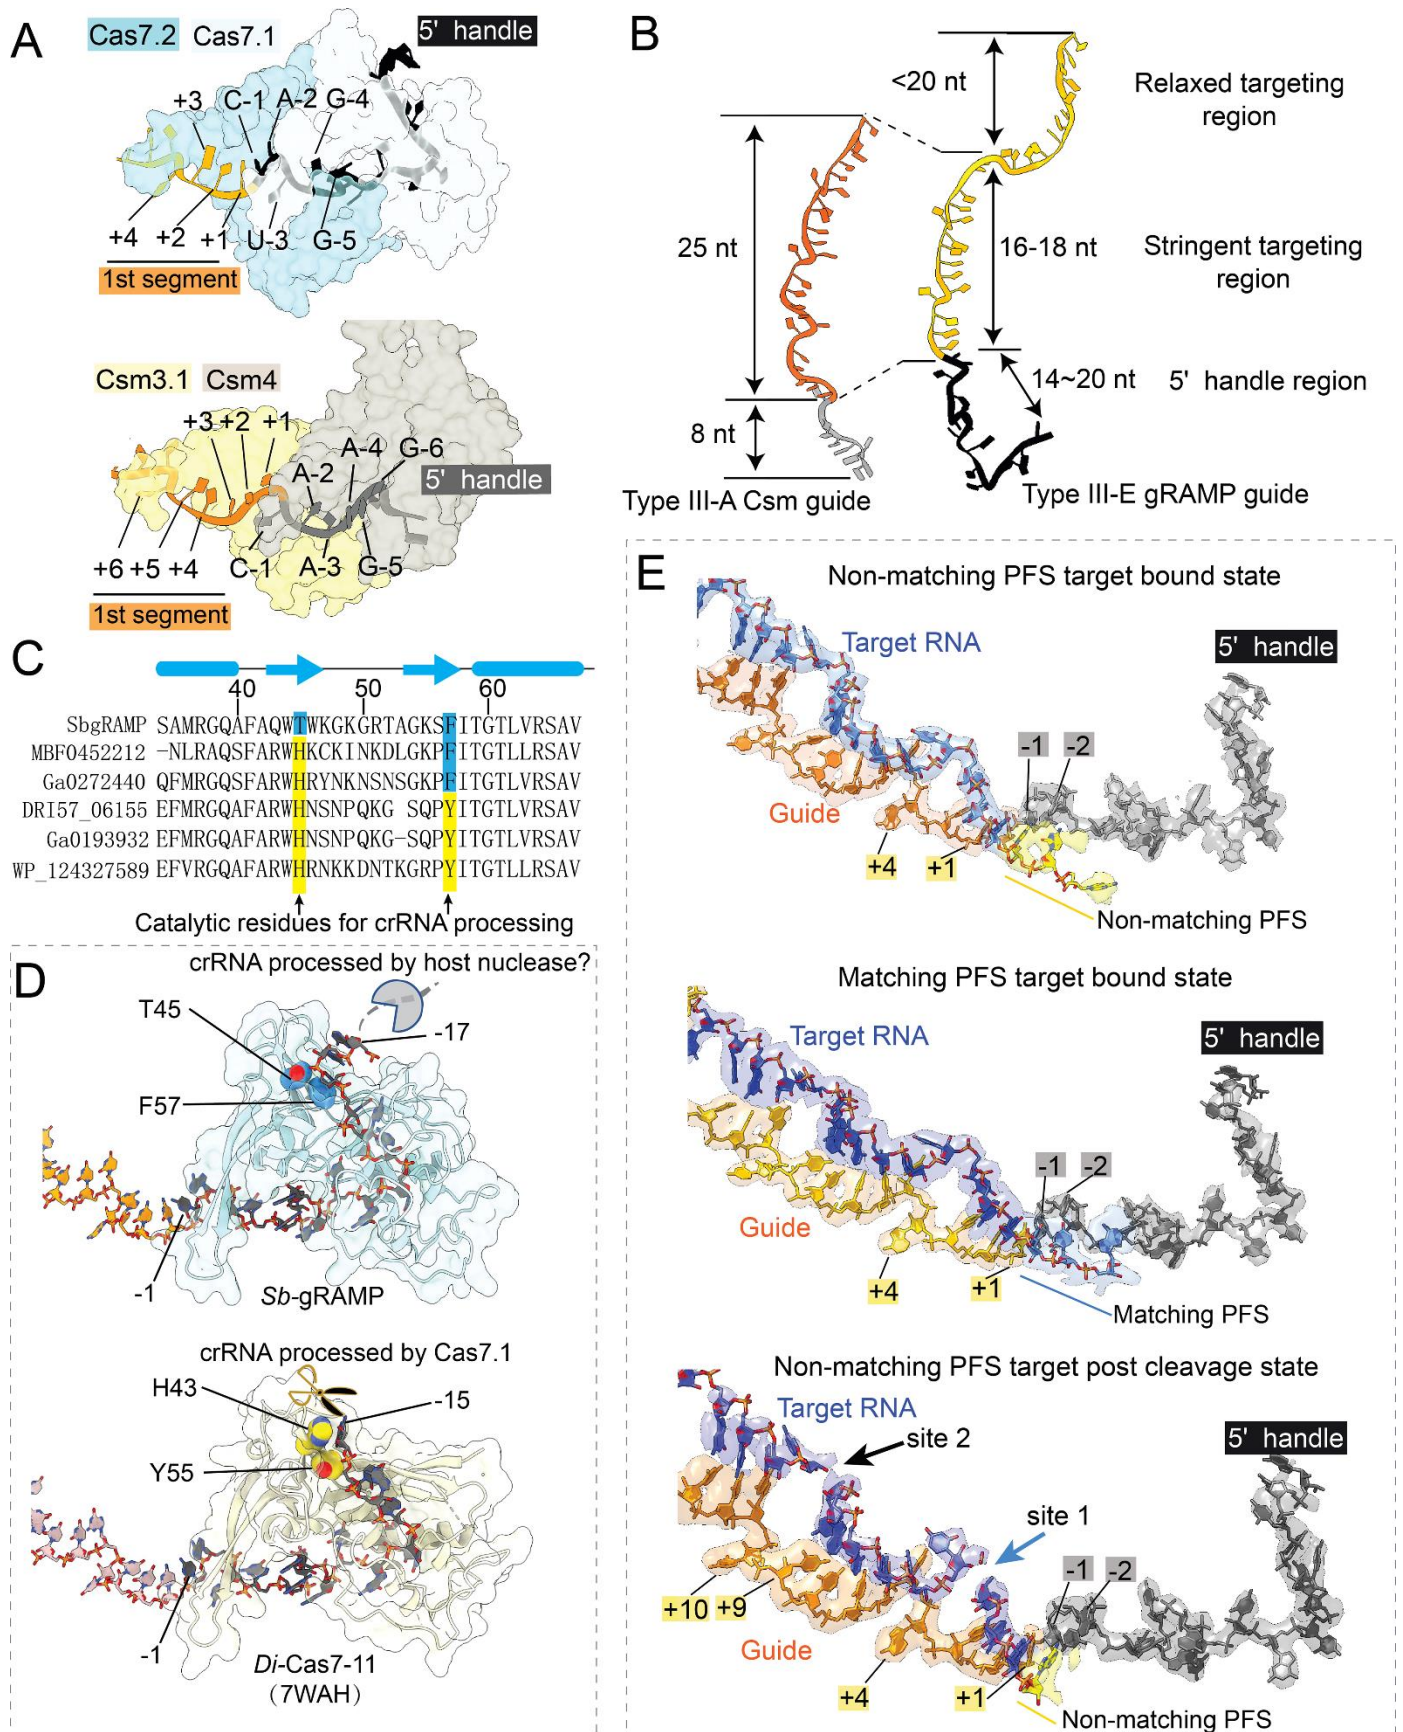 A
Cas7.2 Cas7.1 5' handle
+3 C-1 A-2 G-4
+4 +2 +1 U-3 G-5
1st segment
Csm3.1 Csm4
+3 +2 +1
A-4 G-6
A-2 5' handle
+6 +5 +4 C-1 A-3 G-5
1st segment
B
<20 nt
Relaxed targeting
region
25 nt
16-18 nt
Stringent targeting
region
14~20 nt
5' handle region
8 nt
Type III-A Csm guide
Type III-E gRAMP guide
C
40 50 60
SbgRAMP SAMRGQAFAQWTWKGKGRTAGKSFITGTLVRSAV
MBF0452212 -NLRAQSFARWHKCKINKDLGKPFITGTLLRSAV
Ga0272440 QFMRGQSFARWHRYNKNSNSGKPFITGTLLRSAV
DRI57_06155 EFMRGQAFARWHNSNPQKG SQPYITGTLVRSAV
Ga0193932 EFMRGQAFARWHNSNPQKG-SQPYITGTLVRSAV
WP_124327589 EFVRGQAFARWHRNKKDNTKGRPYITGTLLRSAV
Catalytic residues for crRNA processing
D
crRNA processed by host nuclease?
T45
-17
F57
-1
Sb-gRAMP
crRNA processed by Cas7.1
H43
-15
Y55
-1
Di-Cas7-11
(7WAH)
E
Non-matching PFS target bound state
Target RNA
5' handle
-1 -2
Guide
+4 +1
Non-matching PFS
Matching PFS target bound state
Target RNA
5' handle
-1 -2
Guide
+4 +1
Matching PFS
Non-matching PFS target post cleavage state
Target RNA
site 2
5' handle
site 1
-1 -2
+10 +9
Guide
+4 +1
Non-matching PFS